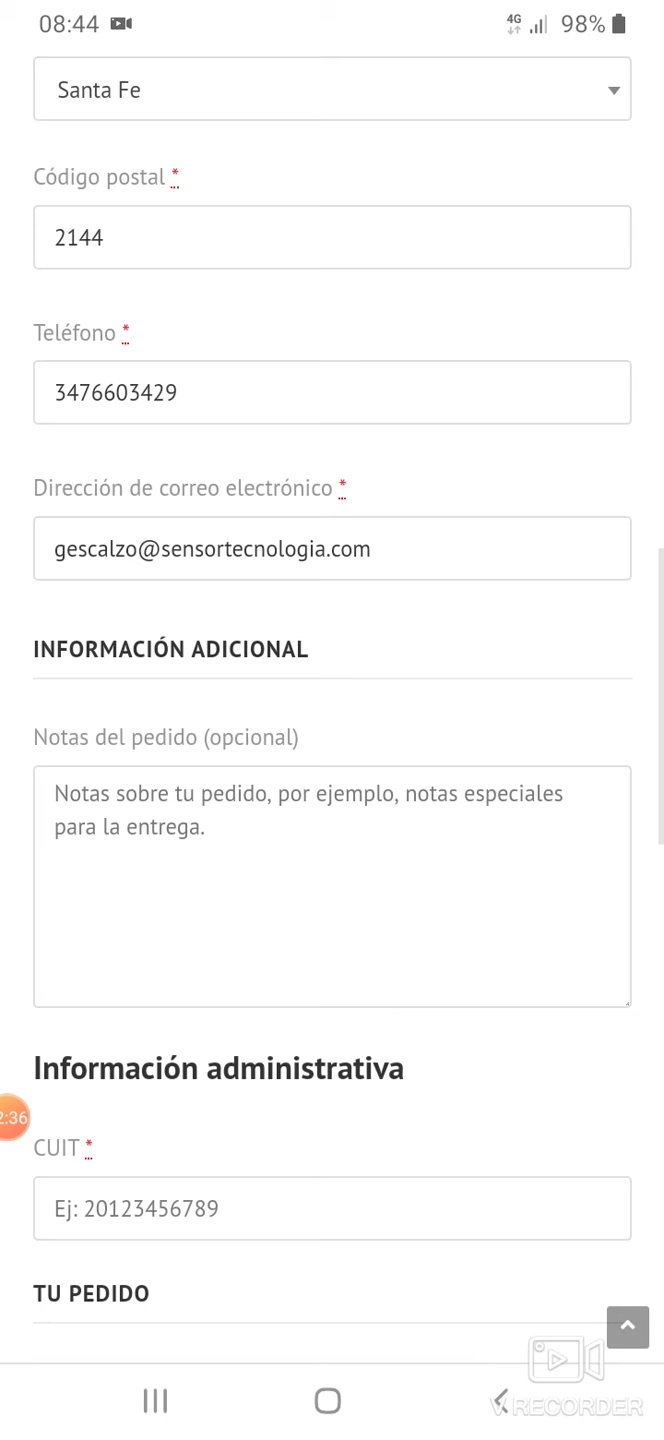 08:44
4G 98%
Santa Fe
Código postal *
2144
Teléfono *
3476603429
Dirección de correo electrónico *
gescalzo@sensortecnologia.com
INFORMACIÓN ADICIONAL
Notas del pedido (opcional)
Notas sobre tu pedido, por ejemplo, notas especiales
para la entrega.
Información administrativa
2:36
CUIT *
Ej: 20123456789
TU PEDIDO
V RECORDER